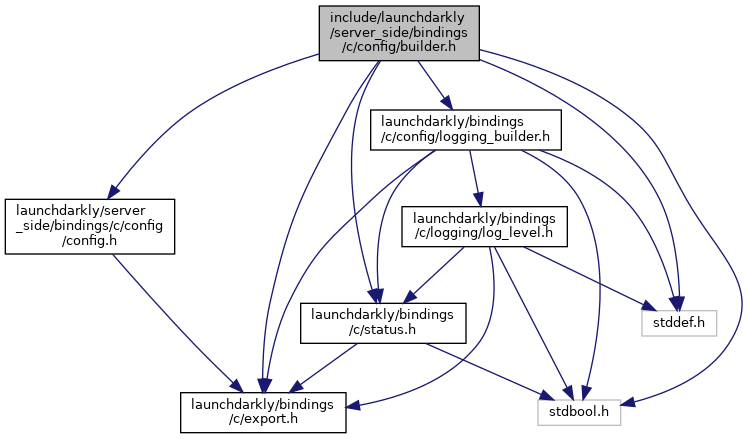 include/launchdarkly
/server_side/bindings
/c/config/builder.h
launchdarkly/bindings
/c/config/logging_builder.h
launchdarkly/server
_side/bindings/c/config
/config.h
launchdarkly/bindings
/c/logging/log_level.h
launchdarkly/bindings
/c/status.h
stddef.h
launchdarkly/bindings
/c/export.h
stdbool.h